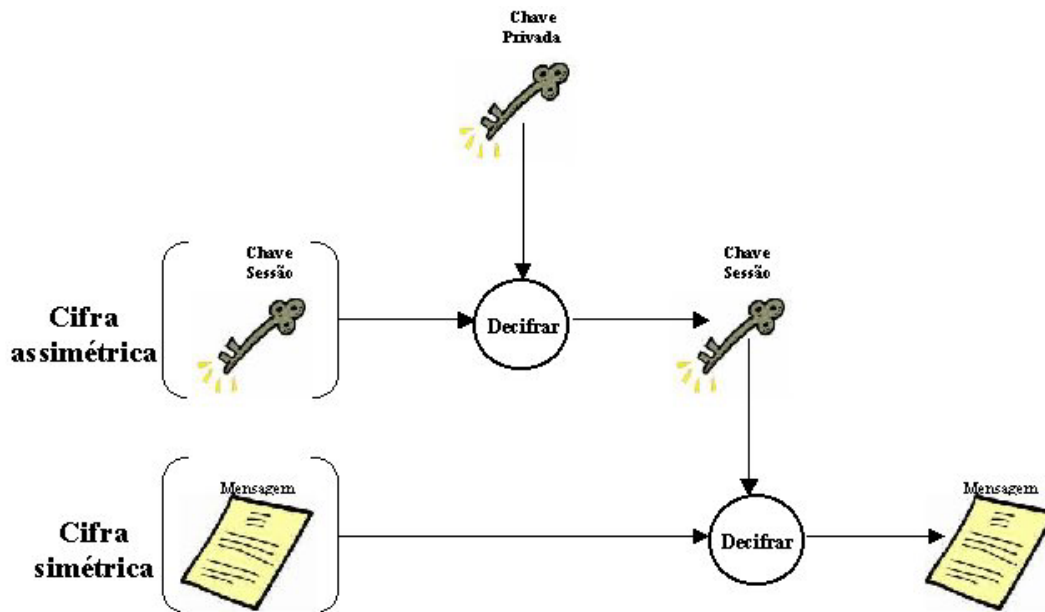 Chave
Privada
Chave
Sessão
Chave
Sessão
Cifra
assimétrica
Decifrar
Mensagem
Mensagem
Cifra
simétrica
Decifrar